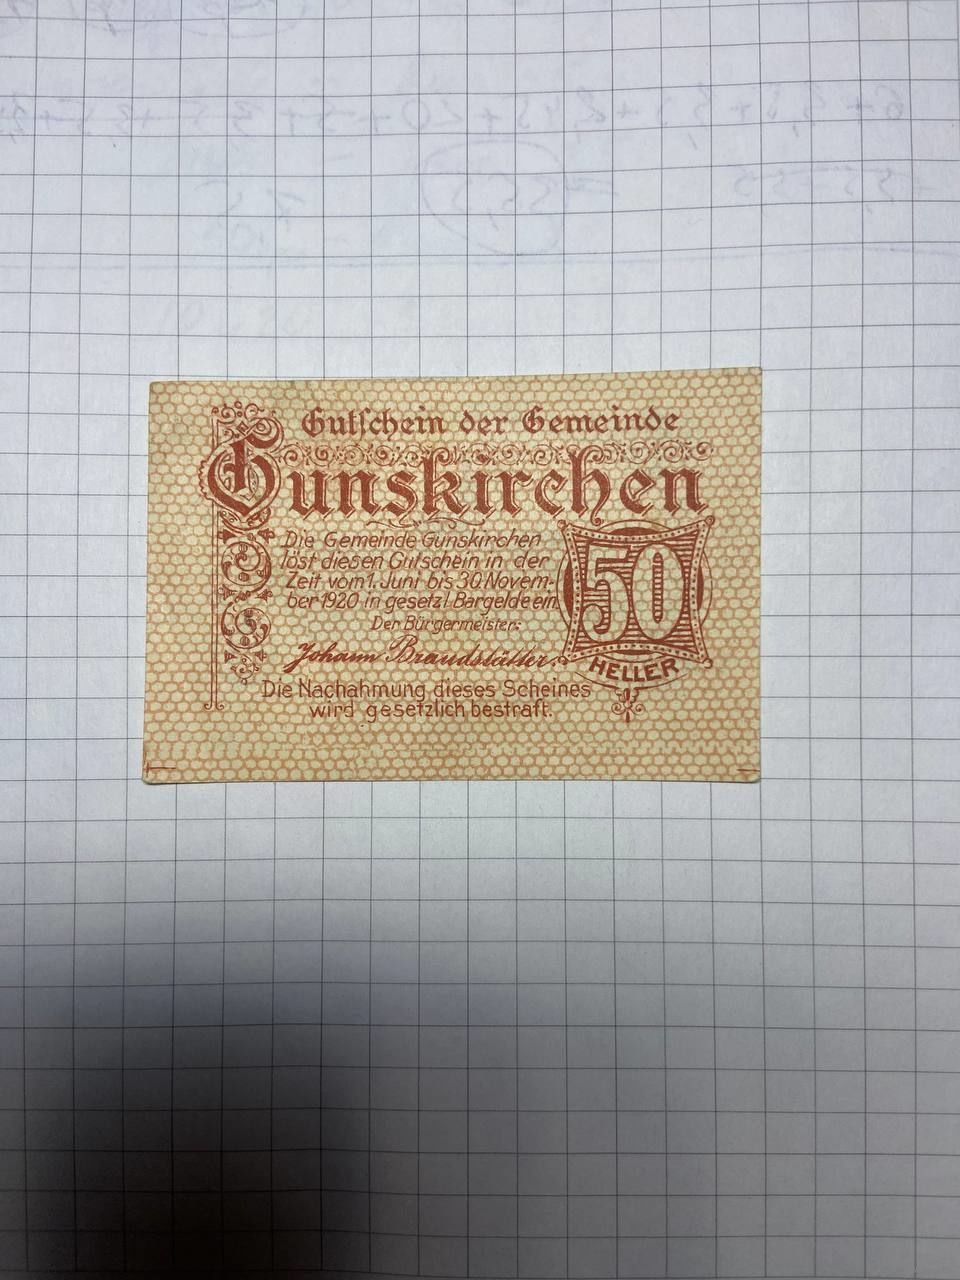 Gutschein der Gemeinde
Gunskirchen
Die Gemeinde Gunskirchen
löst diesen Gutschein in der
Zeit vom 1. Juni bis 30. Novem-
ber 1920 in gesetzl. Bargelde ein.
Der Bürgermeister:
Johann Brandstätter.
50
HELLER
Die Nachahmung dieses Scheines
wird gesetzlich bestraft.